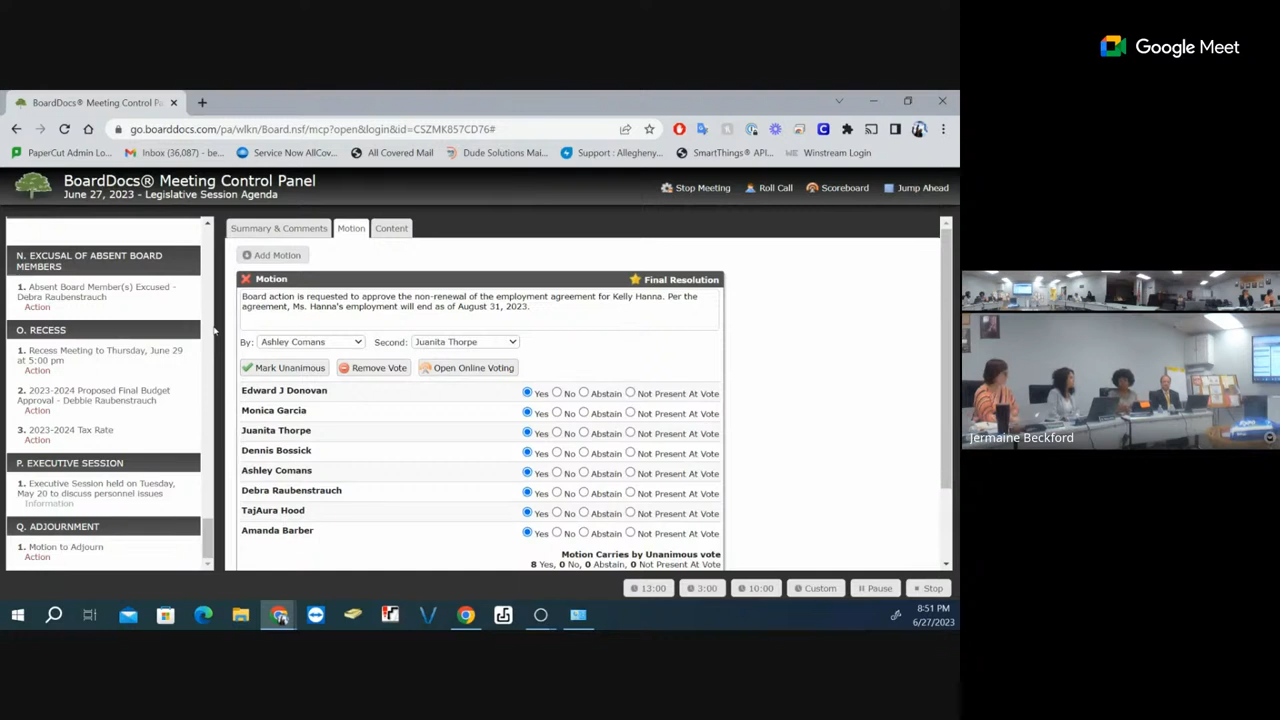 Google Meet
BoardDocs® Meeting Control Pa
go.boarddocs.com/pa/wlkn/Board.nsf/mcp?open&login&id=CSZMK857CD76#
PaperCut Admin Lo...
Inbox (36,087) - be...
Service Now AllCov...
All Covered Mail
Dude Solutions Mai...
Support : Allegheny...
SmartThings® API...
Winstream Login
BoardDocs® Meeting Control Panel
June 27, 2023 - Legislative Session Agenda
Stop Meeting
Roll Call
Scoreboard
Jump Ahead
N. EXCUSAL OF ABSENT BOARD
MEMBERS
1. Absent Board Member(s) Excused -
Debra Raubenstrauch
Action
O. RECESS
1. Recess Meeting to Thursday, June 29
at 5:00 pm
Action
2. 2023-2024 Proposed Final Budget
Approval - Debbie Raubenstrauch
Action
3. 2023-2024 Tax Rate
Action
P. EXECUTIVE SESSION
1. Executive Session held on Tuesday,
May 20 to discuss personnel issues
Information
Q. ADJOURNMENT
1. Motion to Adjourn
Action
Summary & Comments
Motion
Content
Add Motion
Motion
Final Resolution
Board action is requested to approve the non-renewal of the employment agreement for Kelly Hanna. Per the
agreement, Ms. Hanna's employment will end as of August 31, 2023.
By: Ashley Comans Second: Juanita Thorpe
Mark Unanimous
Remove Vote
Open Online Voting
Edward J Donovan Yes No Abstain Not Present At Vote
Monica Garcia Yes No Abstain Not Present At Vote
Juanita Thorpe Yes No Abstain Not Present At Vote
Dennis Bossick Yes No Abstain Not Present At Vote
Ashley Comans Yes No Abstain Not Present At Vote
Debra Raubenstrauch Yes No Abstain Not Present At Vote
TajAura Hood Yes No Abstain Not Present At Vote
Amanda Barber Yes No Abstain Not Present At Vote
Motion Carries by Unanimous vote
8 Yes, 0 No, 0 Abstain, 0 Not Present At Vote
13:00
3:00
10:00
Custom
Pause
Stop
8:51 PM
6/27/2023
Jermaine Beckford